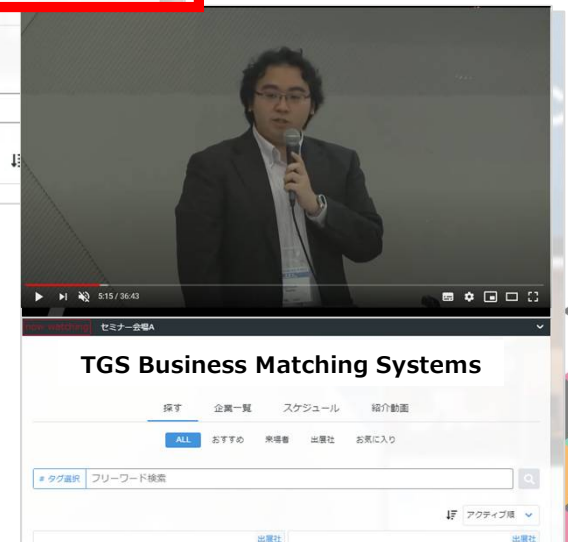 5:15 / 36:43
now watching セミナー会場A
TGS Business Matching Systems
探す 企業一覧 スケジュール 紹介動画
ALL おすすめ 来場者 出展社 お気に入り
# タグ選択 フリーワード検索
アクティブ順
出展社 出展社